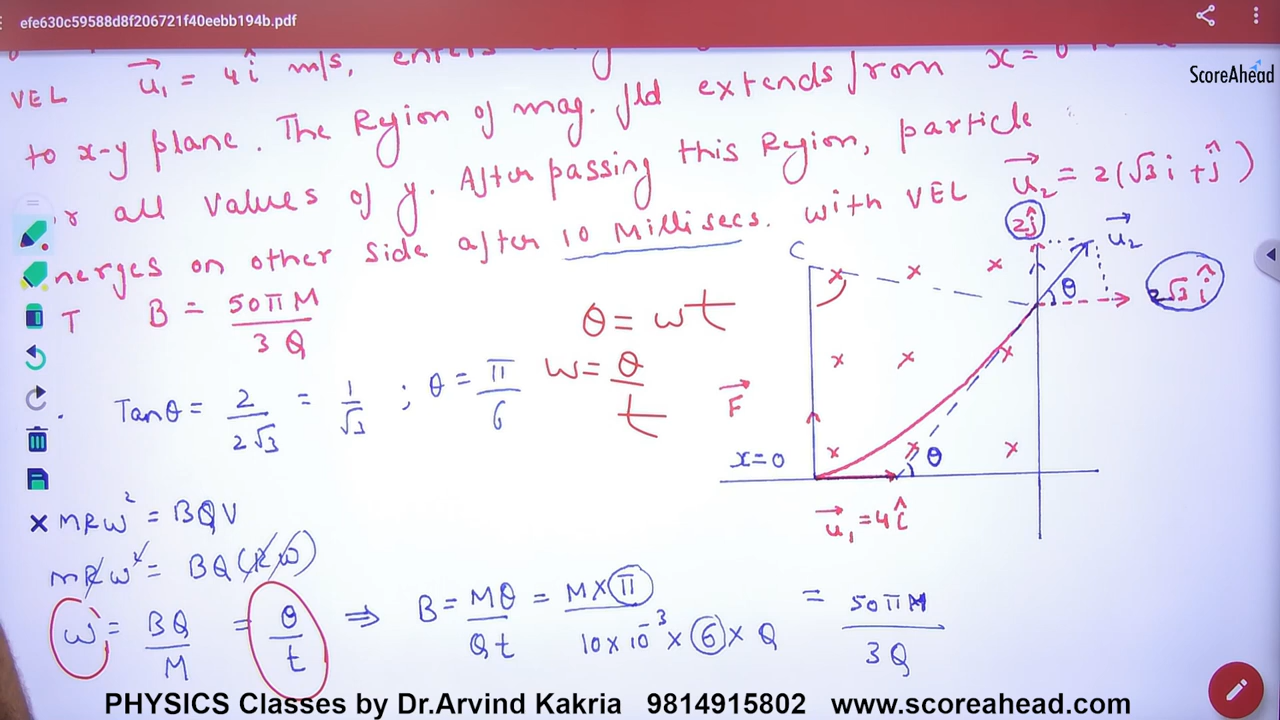 efe630c59588d8f206721f40eebb194b.pdf
ScoreAhead
VEL u₁ = 4î m/s, enters x = 0
to x-y plane. The Region of mag. fld extends from
all values of y. After passing this Region, particle
nerges on other side after 10 Millisecs. with VEL u₂ = 2(√3i + ĵ)
T B = 50πM / 3Q
θ = ωt
Tanθ = 2 / 2√3 = 1 / √3 ; θ = π / 6
ω = θ / t
C
2ĵ
u₂
θ
2√3 î
F
x=0
θ
u₁ = 4î
× mRω² = BQV
mRω² = BQ(Rω)
ω = BQ / M = θ / t ⇒ B = Mθ / Qt = M×π / 10×10⁻³×6×Q = 50πM / 3Q
PHYSICS Classes by Dr.Arvind Kakria 9814915802 www.scoreahead.com